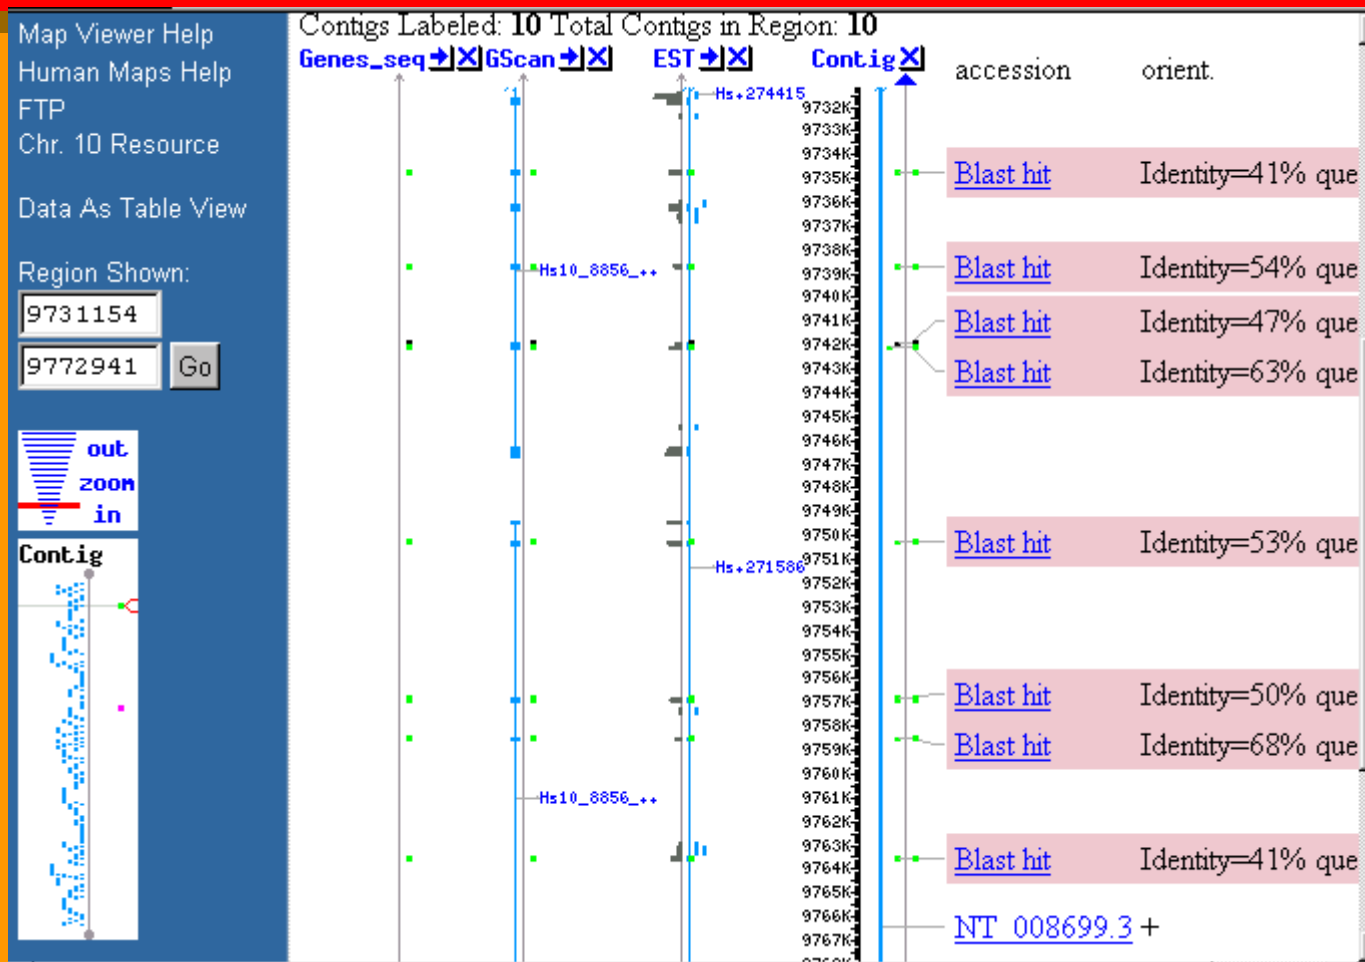 Map Viewer Help
Human Maps Help
FTP
Chr. 10 Resource
Data As Table View
Region Shown:
9731154
9772941 Go
out
zoom
in
Contig
Contigs Labeled: 10 Total Contigs in Region: 10
Genes_seq GScan EST Contig accession orient.
Hs.274415
9732K
9733K
9734K
9735K Blast hit Identity=41% que
9736K
9737K
9738K
9739K Hs10_8856_.. Blast hit Identity=54% que
9740K
9741K Blast hit Identity=47% que
9742K
9743K Blast hit Identity=63% que
9744K
9745K
9746K
9747K
9748K
9749K
9750K Blast hit Identity=53% que
9751K Hs.271586
9752K
9753K
9754K
9755K
9756K
9757K Blast hit Identity=50% que
9758K
9759K Blast hit Identity=68% que
9760K
9761K Hs10_8856_..
9762K
9763K
9764K Blast hit Identity=41% que
9765K
9766K NT_008699.3 +
9767K